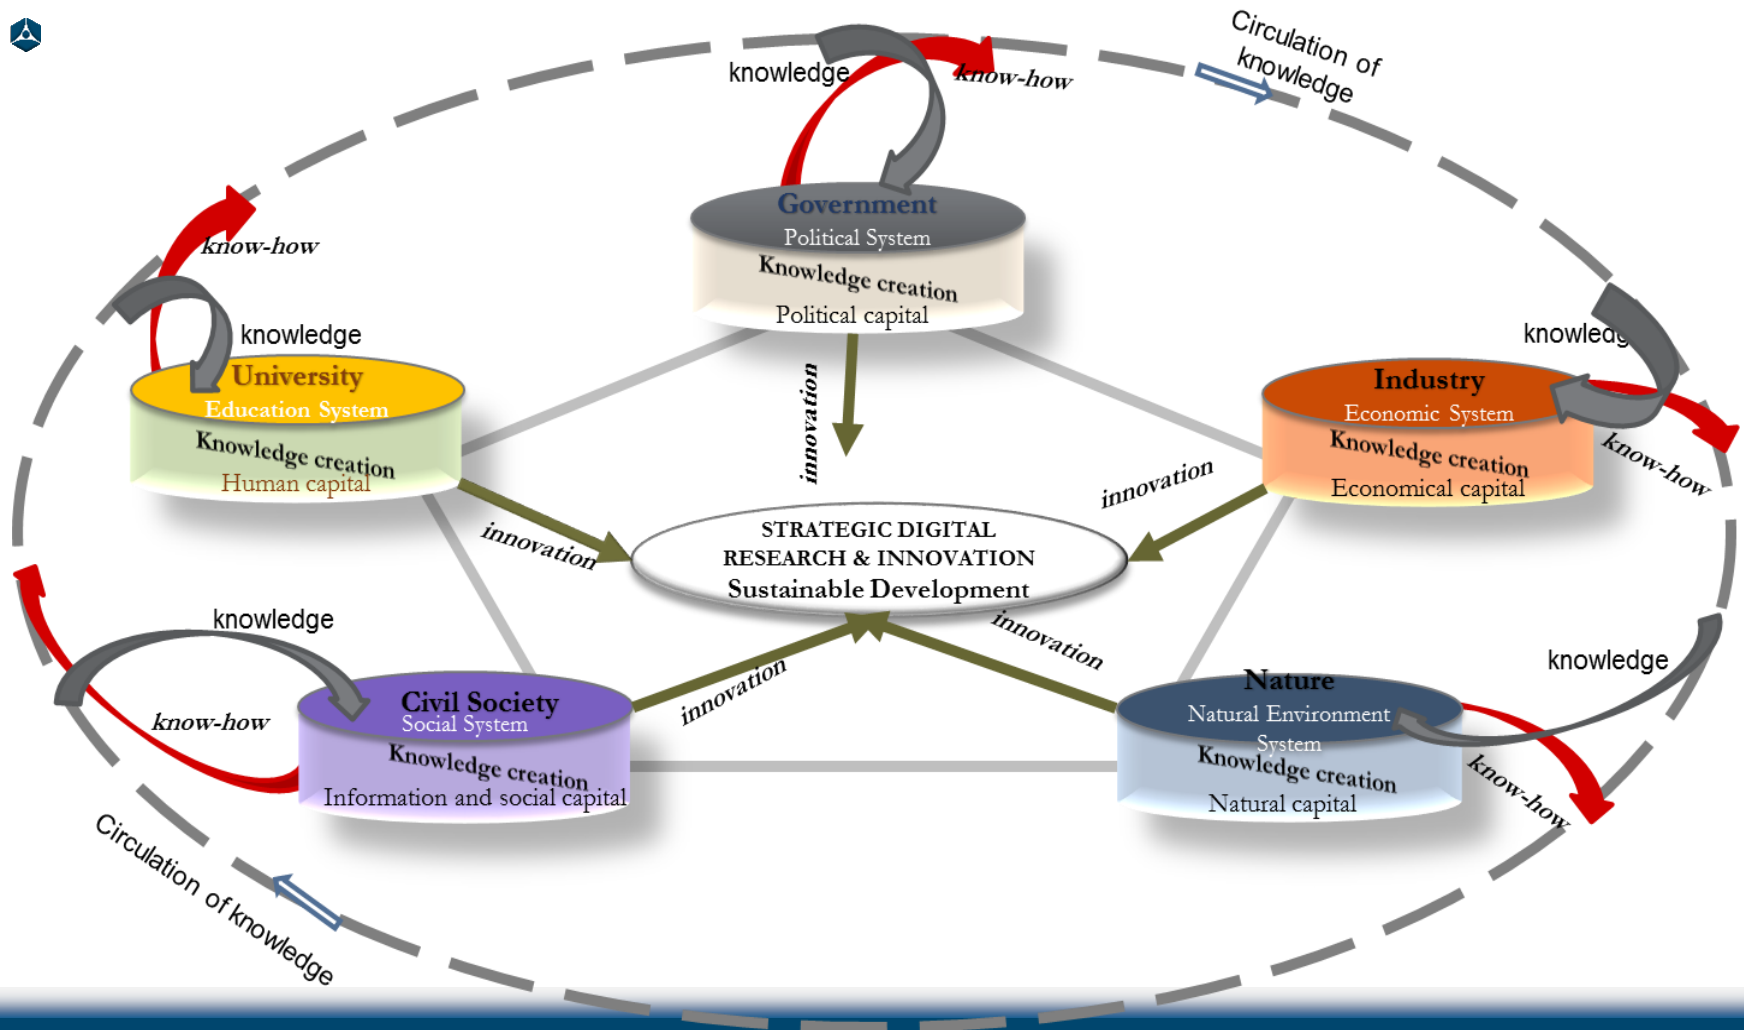 Circulation of
knowledge
knowledge
know-how
Government
Political System
Knowledge creation
Political capital
innovation
know-how
knowledge
University
Education System
Knowledge creation
Human capital
innovation
knowledge
Industry
Economic System
Knowledge creation
Economical capital
know-how
innovation
STRATEGIC DIGITAL
RESEARCH & INNOVATION
Sustainable Development
knowledge
know-how
Civil Society
Social System
Knowledge creation
Information and social capital
innovation
innovation
knowledge
Nature
Natural Environment
System
Knowledge creation
Natural capital
know-how
Circulation of knowledge